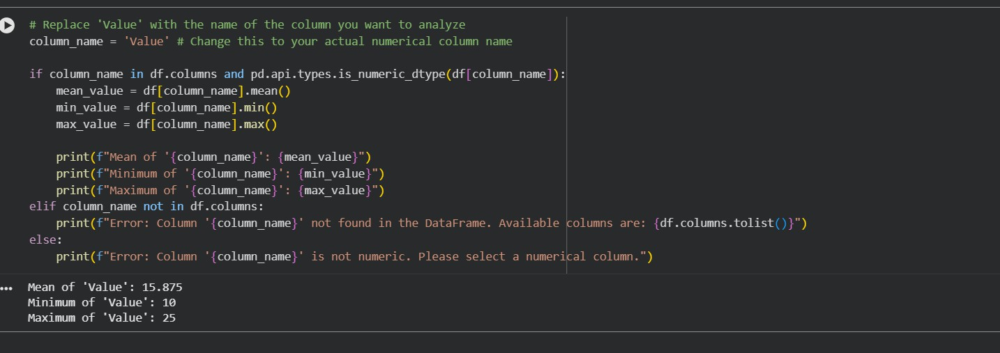 # Replace 'Value' with the name of the column you want to analyze
column_name = 'Value' # Change this to your actual numerical column name
if column_name in df.columns and pd.api.types.is_numeric_dtype(df[column_name]):
    mean_value = df[column_name].mean()
    min_value = df[column_name].min()
    max_value = df[column_name].max()
    print(f"Mean of '{column_name}': {mean_value}")
    print(f"Minimum of '{column_name}': {min_value}")
    print(f"Maximum of '{column_name}': {max_value}")
elif column_name not in df.columns:
    print(f"Error: Column '{column_name}' not found in the DataFrame. Available columns are: {df.columns.tolist()}")
else:
    print(f"Error: Column '{column_name}' is not numeric. Please select a numerical column.")
Mean of 'Value': 15.875
Minimum of 'Value': 10
Maximum of 'Value': 25